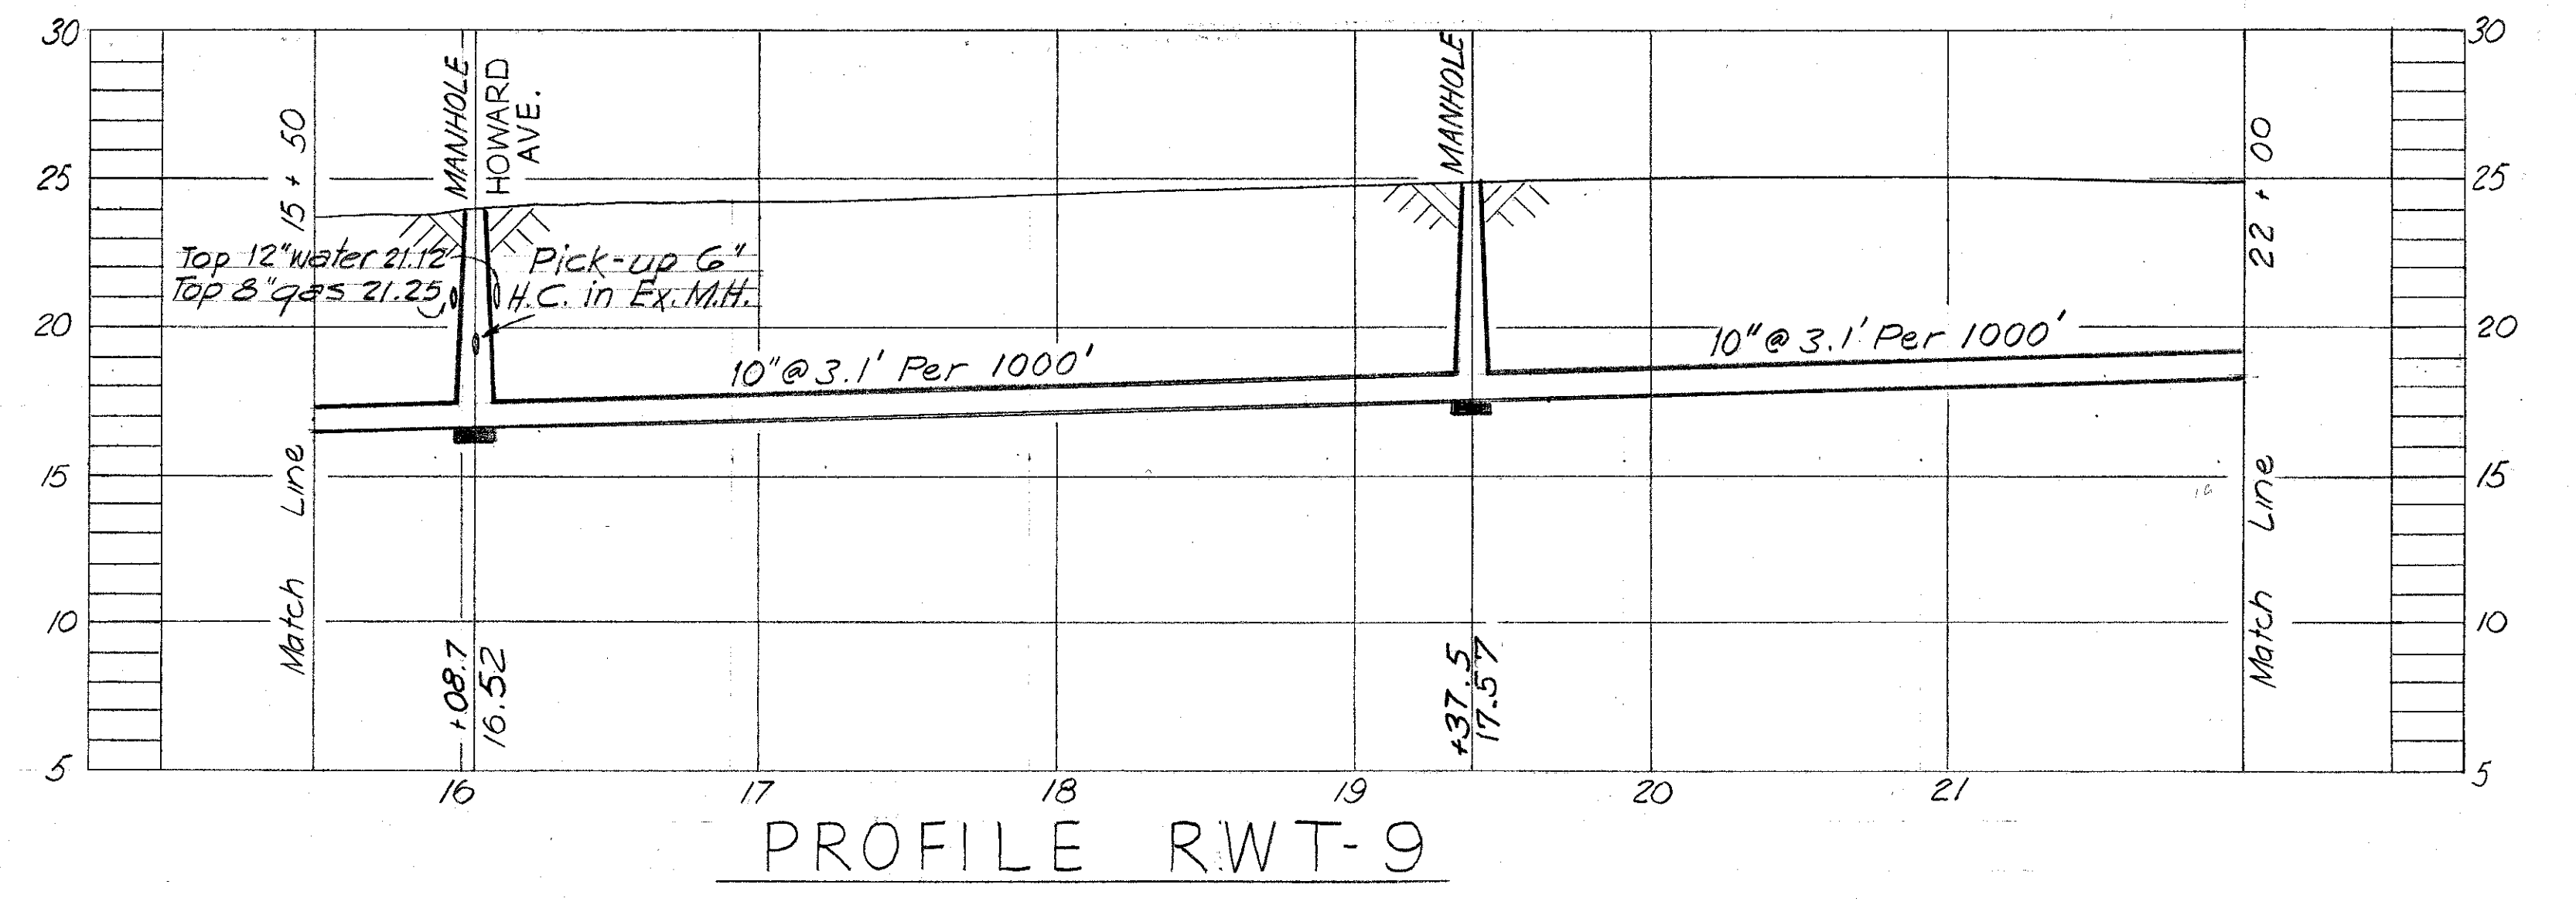 30
25
20
15
10
5
15 + 50
MANHOLE
HOWARD
AVE.
MANHOLE
22 + 00
30
25
20
15
10
5
Top 12" water 21.12
Top 8" gas 21.25
Pick-up 6"
H.C. in Ex. M.H.
10" @ 3.1' Per 1000'
10" @ 3.1' Per 1000'
Match Line
+08.7
16.52
+37.5
17.57
Match Line
16
17
18
19
20
21
PROFILE RWT-9